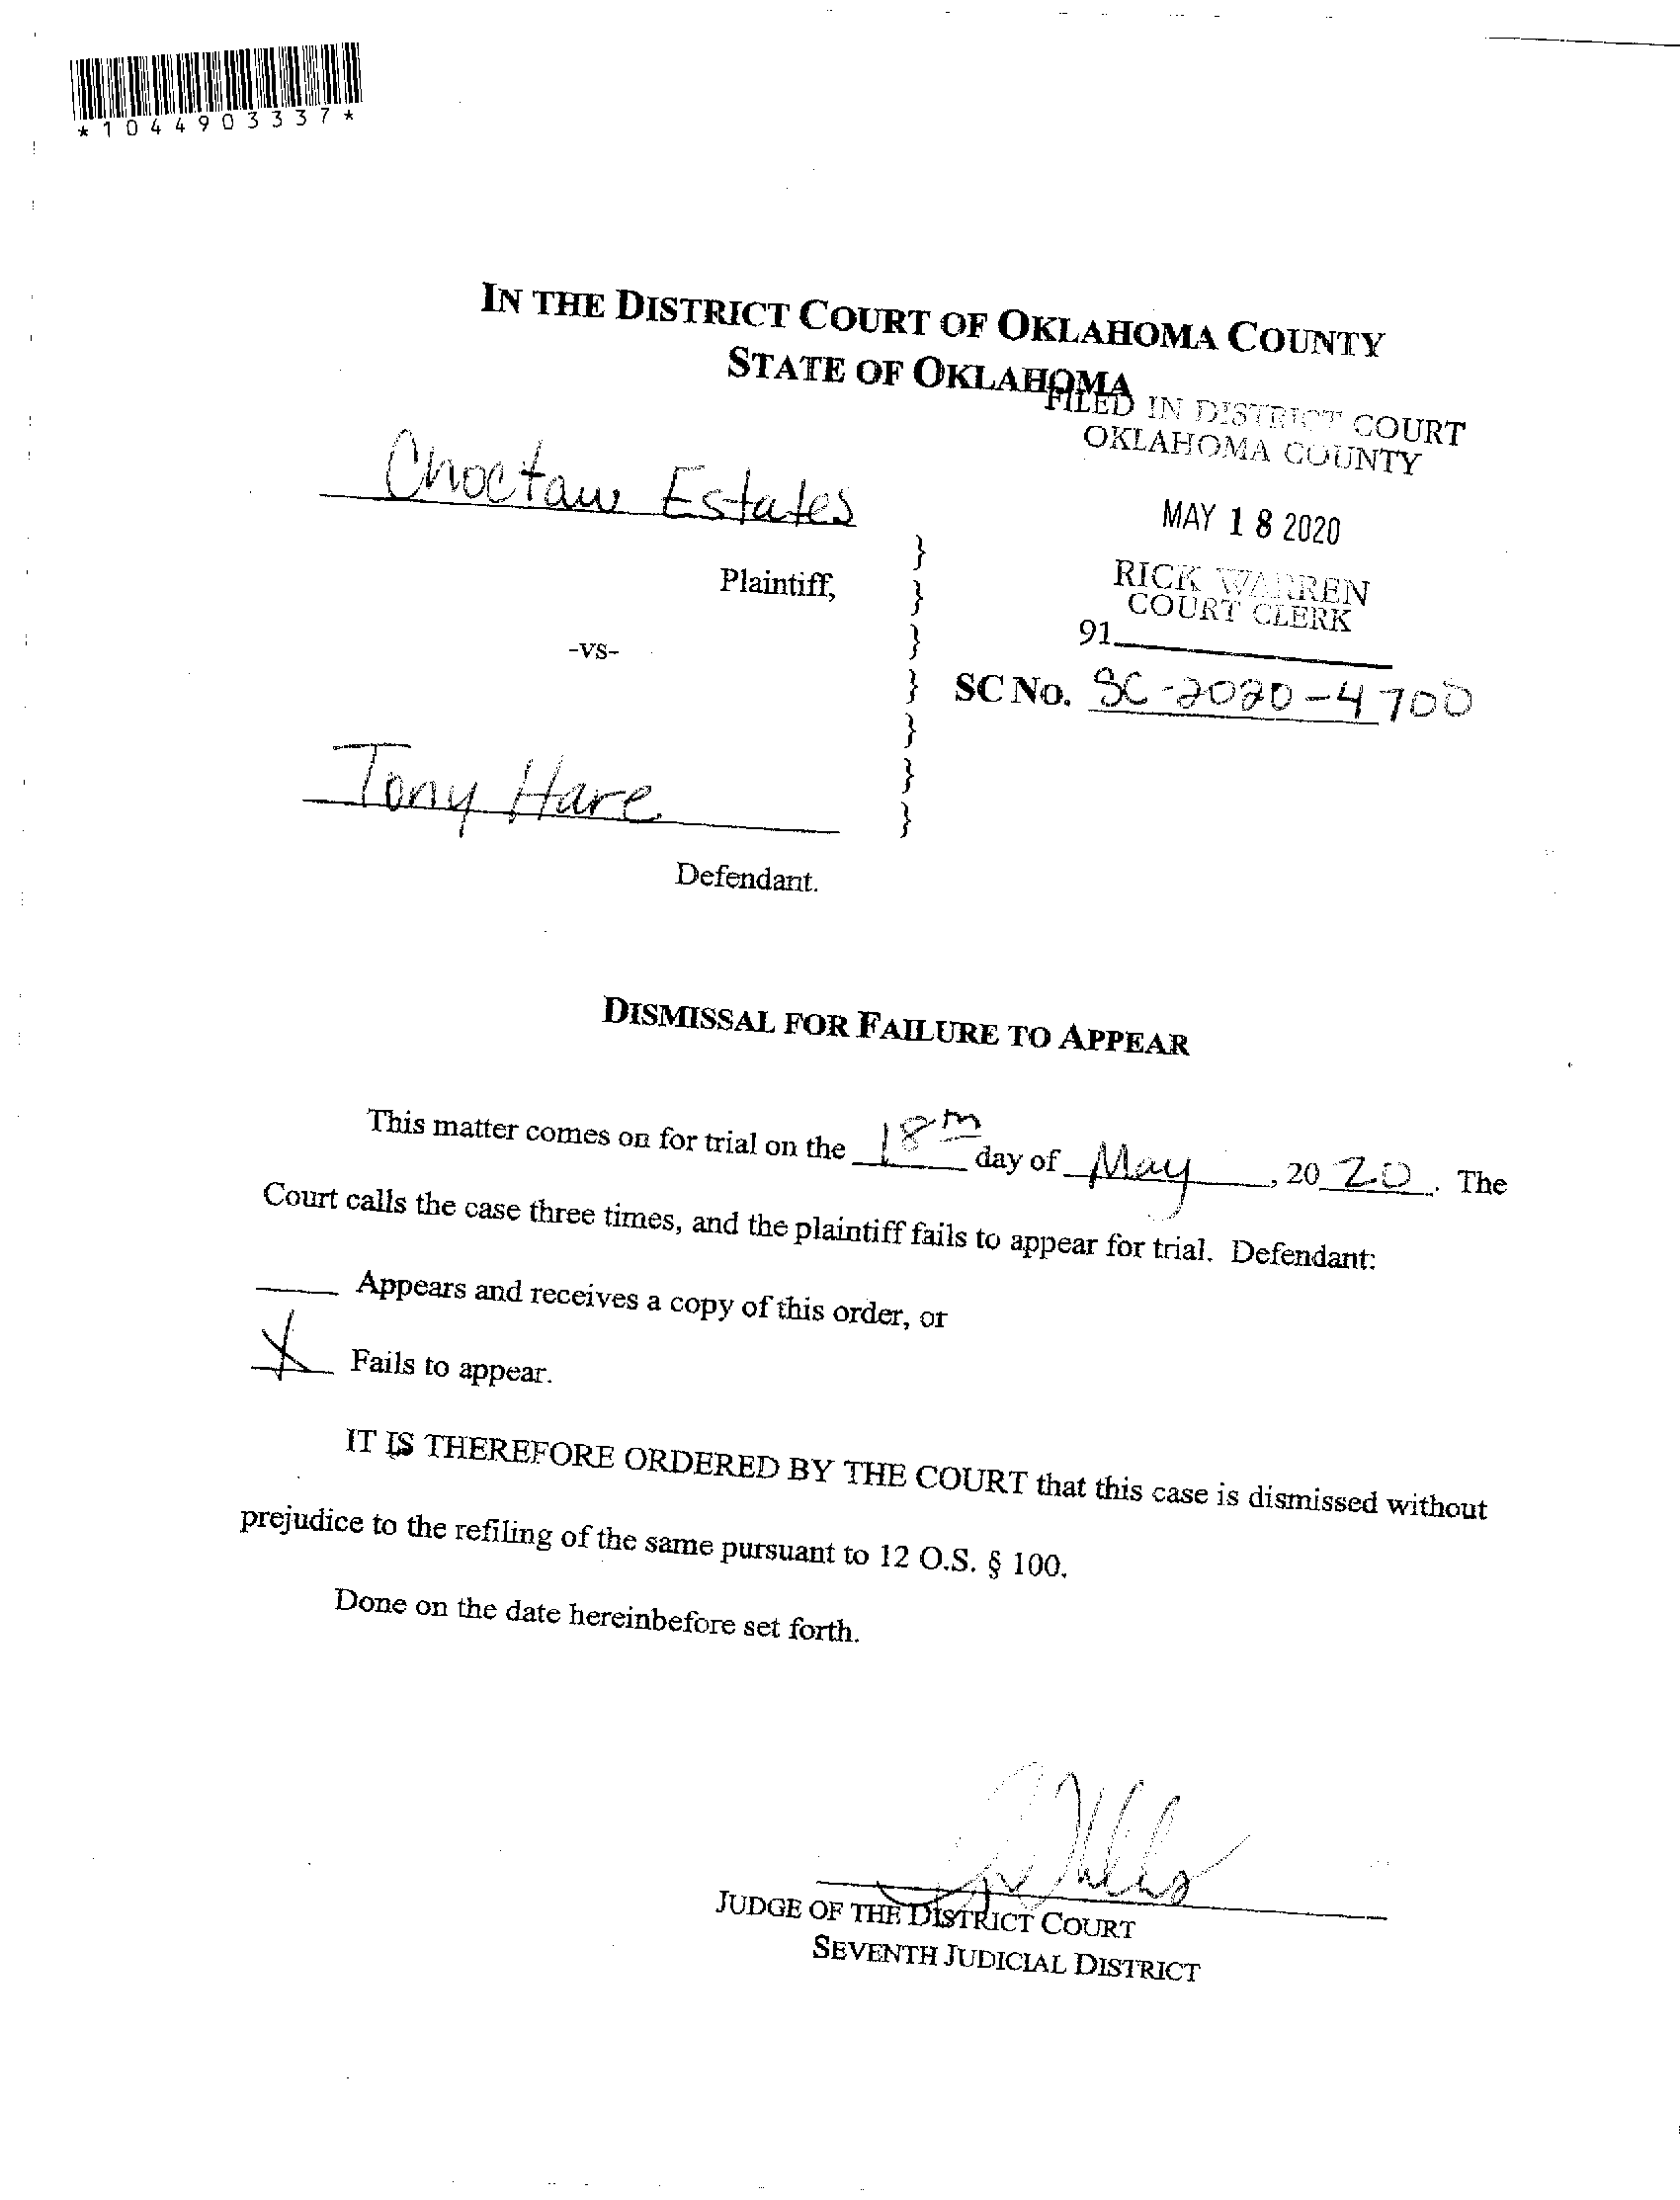 *1044903337*
IN THE DISTRICT COURT OF OKLAHOMA COUNTY
STATE OF OKLAHOMA
FILED IN DISTRICT COURT
OKLAHOMA COUNTY
Choctaw Estates
MAY 18 2020
Plaintiff,
RICK WARREN
COURT CLERK
91
-vs-
SC NO. SC-2020-4700
Tony Hare
Defendant.
}
}
}
}
}
}
}
DISMISSAL FOR FAILURE TO APPEAR
This matter comes on for trial on the 18th day of May, 2020. The
Court calls the case three times, and the plaintiff fails to appear for trial. Defendant:
Appears and receives a copy of this order, or
X Fails to appear.
IT IS THEREFORE ORDERED BY THE COURT that this case is dismissed without
prejudice to the refiling of the same pursuant to 12 O.S. § 100.
Done on the date hereinbefore set forth.
JUDGE OF THE DISTRICT COURT
SEVENTH JUDICIAL DISTRICT